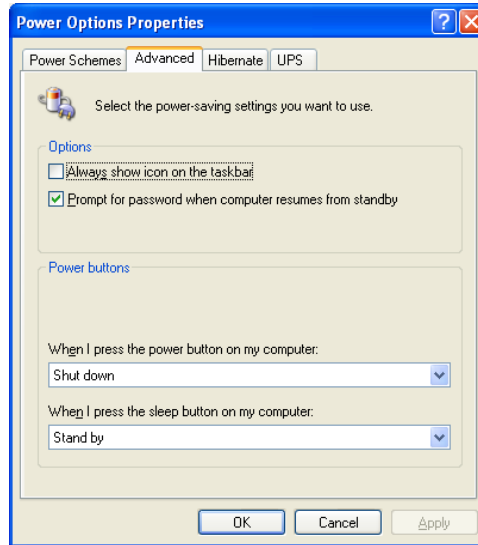 Power Options Properties
Power Schemes Advanced Hibernate UPS
Select the power-saving settings you want to use.
Options
Always show icon on the taskbar
Prompt for password when computer resumes from standby
Power buttons
When I press the power button on my computer:
Shut down
When I press the sleep button on my computer:
Stand by
OK Cancel Apply